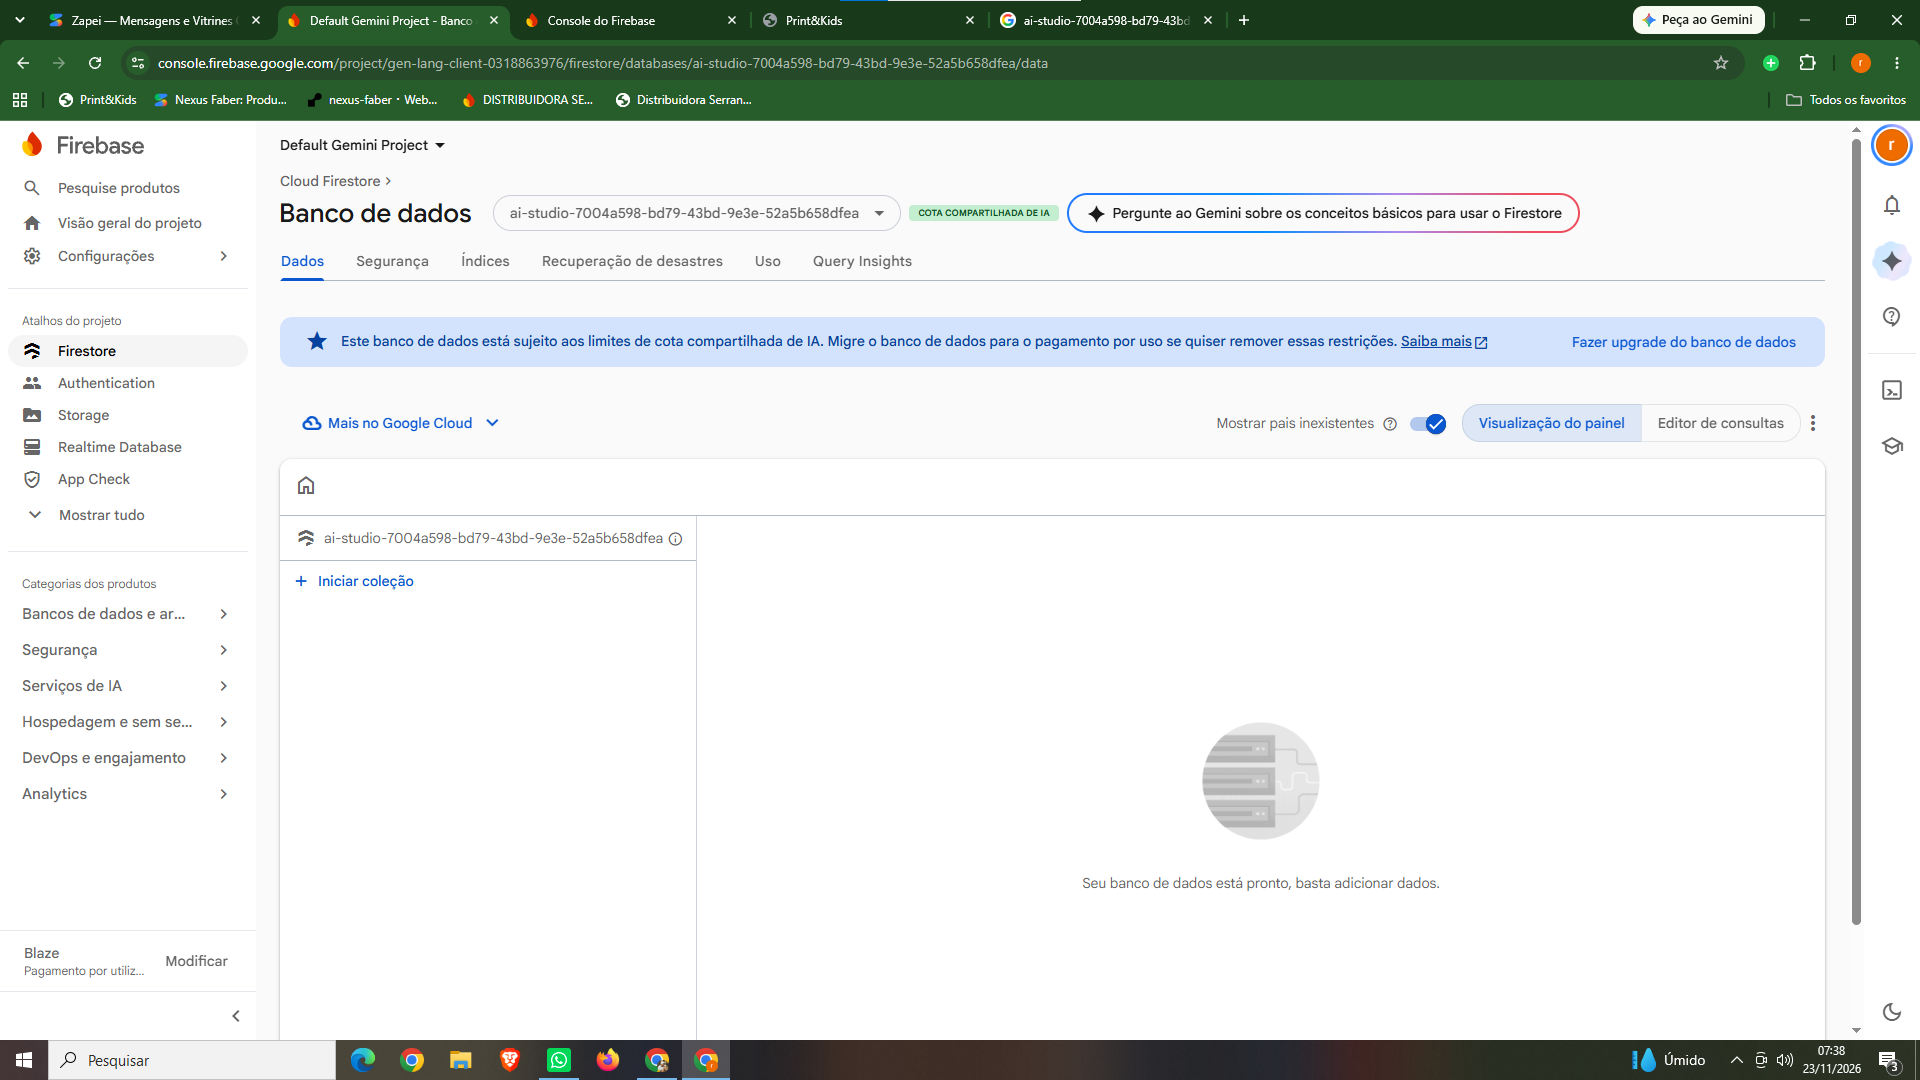 Zapei — Mensagens e Vitrines
Default Gemini Project - Banco
Console do Firebase
Print&Kids
ai-studio-7004a598-bd79-43bd
Peça ao Gemini
console.firebase.google.com/project/gen-lang-client-0318863976/firestore/databases/ai-studio-7004a598-bd79-43bd-9e3e-52a5b658dfea/data
r
Print&Kids
Nexus Faber: Produ...
nexus-faber · Web...
DISTRIBUIDORA SE...
Distribuidora Serran...
Todos os favoritos
Firebase
Pesquise produtos
Visão geral do projeto
Configurações
Atalhos do projeto
Firestore
Authentication
Storage
Realtime Database
App Check
Mostrar tudo
Categorias dos produtos
Bancos de dados e ar...
Segurança
Serviços de IA
Hospedagem e sem se...
DevOps e engajamento
Analytics
Blaze
Pagamento por utiliz...
Modificar
Default Gemini Project
Cloud Firestore
Banco de dados
ai-studio-7004a598-bd79-43bd-9e3e-52a5b658dfea
COTA COMPARTILHADA DE IA
Pergunte ao Gemini sobre os conceitos básicos para usar o Firestore
Dados
Segurança
Índices
Recuperação de desastres
Uso
Query Insights
Este banco de dados está sujeito aos limites de cota compartilhada de IA. Migre o banco de dados para o pagamento por uso se quiser remover essas restrições. Saiba mais
Fazer upgrade do banco de dados
Mais no Google Cloud
Mostrar pais inexistentes
Visualização do painel
Editor de consultas
ai-studio-7004a598-bd79-43bd-9e3e-52a5b658dfea
Iniciar coleção
Seu banco de dados está pronto, basta adicionar dados.
r
Pesquisar
Úmido
07:38
23/11/2026
3